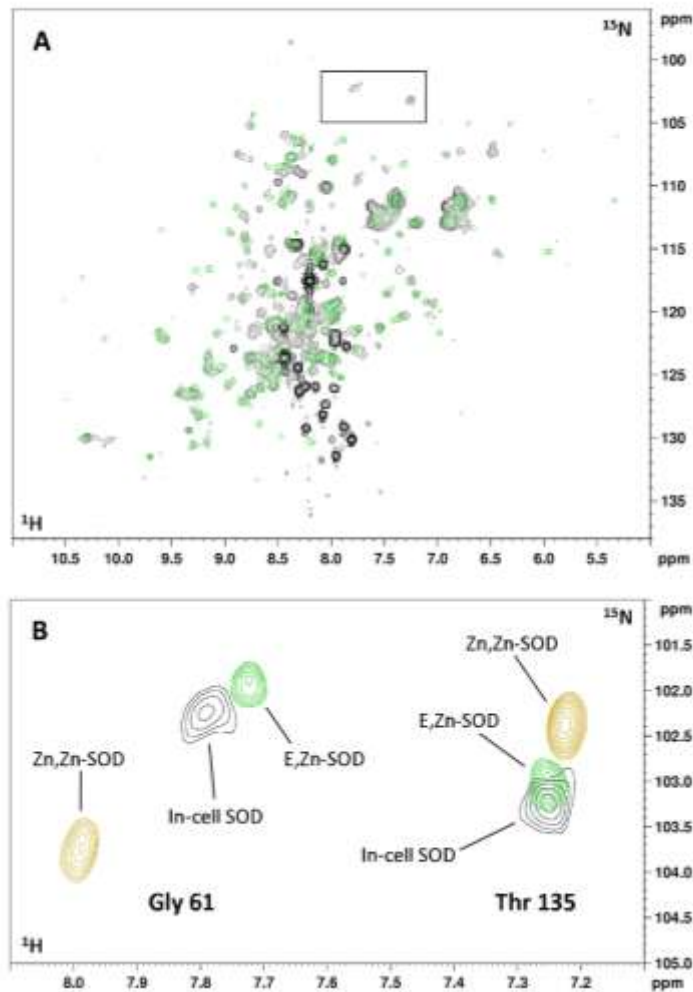 A
¹⁵N
ppm
100
105
110
115
120
125
130
135
¹H
10.5 10.0 9.5 9.0 8.5 8.0 7.5 7.0 6.5 6.0 5.5 ppm
B
¹⁵N
ppm
Zn,Zn-SOD
101.5
102.0
E,Zn-SOD
102.5
Zn,Zn-SOD
E,Zn-SOD
103.0
In-cell SOD
103.5
In-cell SOD
104.0
Gly 61
Thr 135
104.5
¹H
105.0
8.0 7.9 7.8 7.7 7.6 7.5 7.4 7.3 7.2 ppm